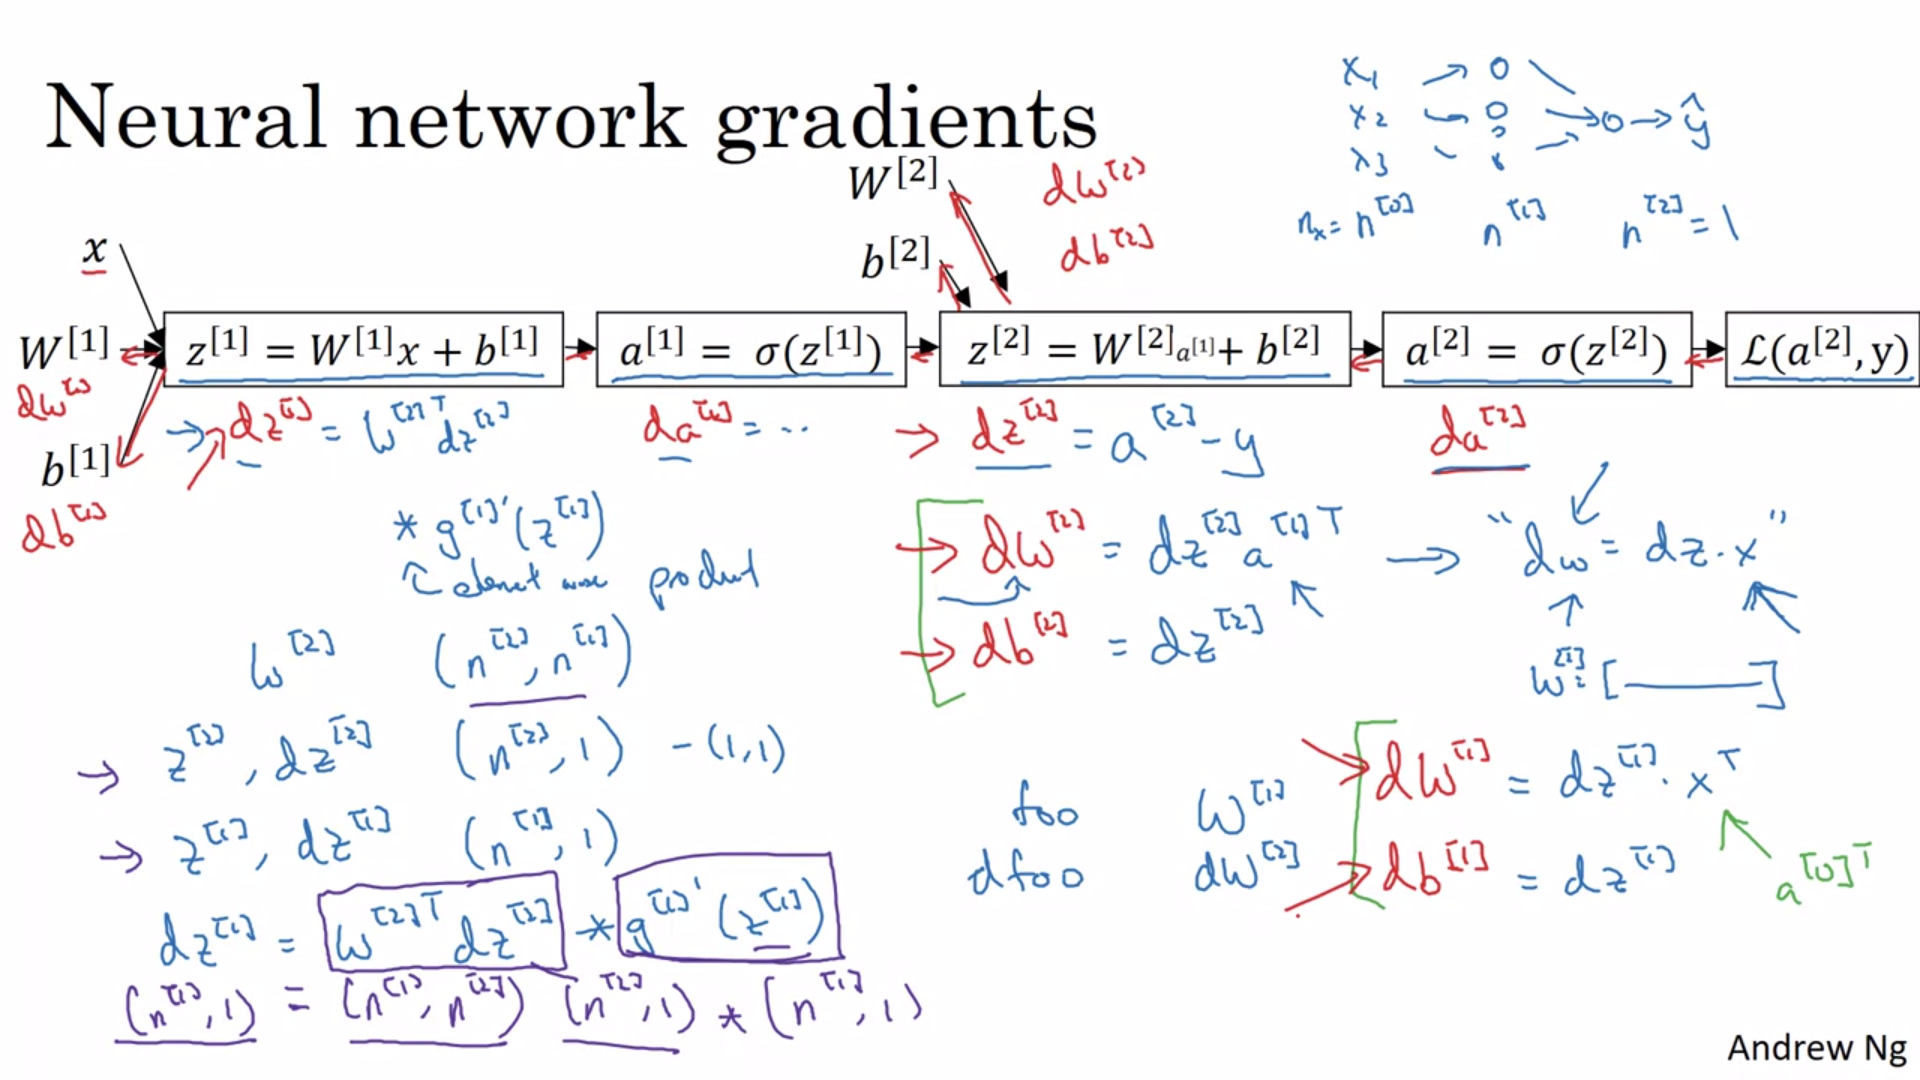 Neural network gradients
x₁ → 0
x₂ 0 → 0 → ŷ
x₃
nₓ = n^[0] n^[1] n^[2] = 1
W^[2] dW^[2]
b^[2] db^[2]
x
W^[1] z^[1] = W^[1]x + b^[1] a^[1] = σ(z^[1]) z^[2] = W^[2]a^[1] + b^[2] a^[2] = σ(z^[2]) ℒ(a^[2], y)
dW^[1] → dz^[1] = W^[2]T dz^[2] da^[1] = .. → dz^[2] = a^[2] - y da^[2]
b^[1]
db^[1] * g^[1]'(z^[1])
↑ element wise product
→ dW^[2] = dz^[2] a^[1]T → "dw = dz · x"
→ db^[2] = dz^[2]
W^[1] = [ ]
W^[2] (n^[2], n^[1])
→ z^[2], dz^[2] (n^[2], 1) - (1,1)
→ z^[1], dz^[1] (n^[1], 1)
dz^[1] = W^[2]T dz^[2] * g^[1]'(z^[1])
(n^[1], 1) = (n^[1], n^[2]) (n^[2], 1) * (n^[1], 1)
foo W^[1]
dfoo dW^[2]
dW^[1] = dz^[1] · x^T
db^[1] = dz^[1]
a^[0]T
Andrew Ng